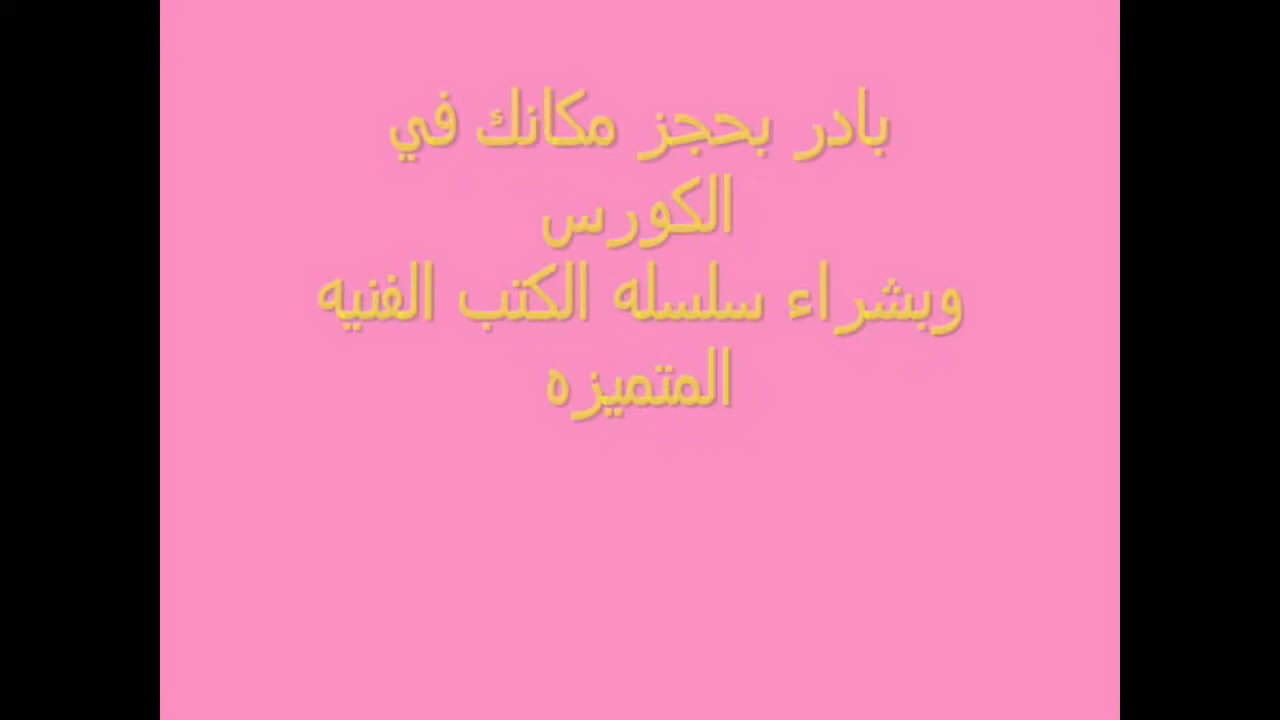 بادر بحجز مكانك في
الكورس
وبشراء سلسله الكتب الفنيه
المتميزه